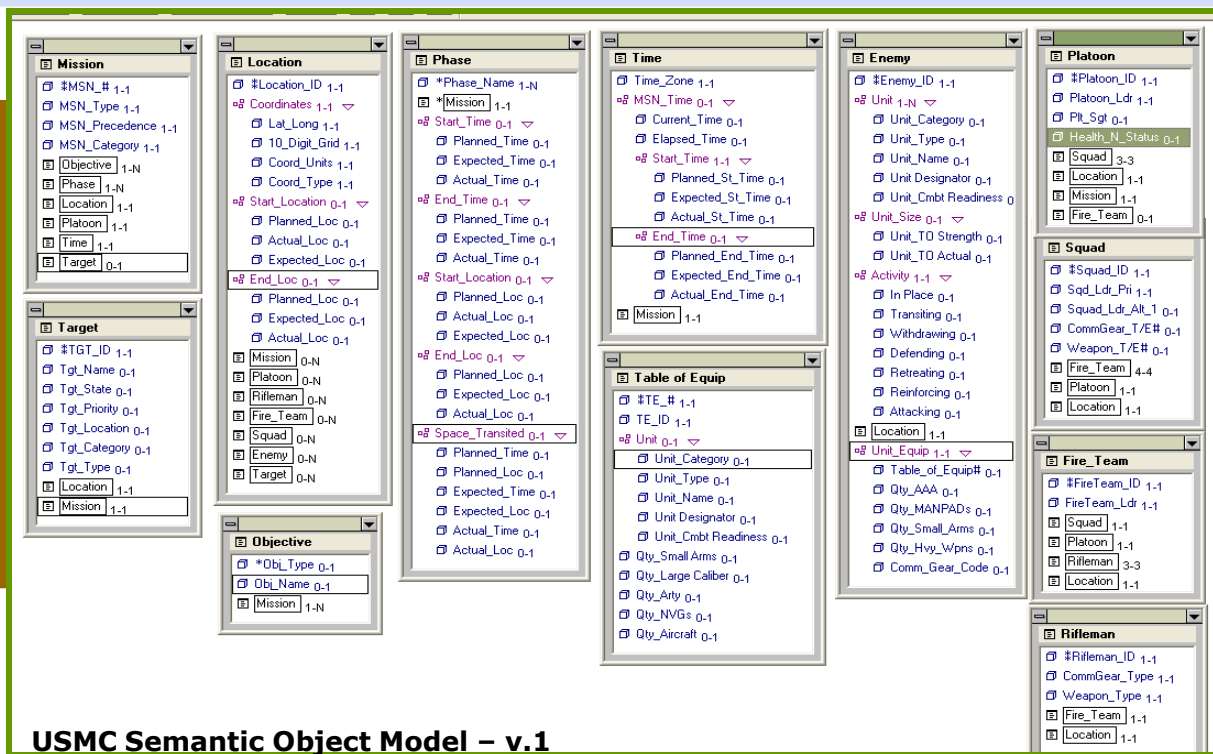 Mission
‡MSN_# 1-1
MSN_Type 1-1
MSN_Precedence 1-1
MSN_Category 1-1
Objective 1-N
Phase 1-N
Location 1-1
Platoon 1-1
Time 1-1
Target 0-1
Target
‡TGT_ID 1-1
Tgt_Name 0-1
Tgt_State 0-1
Tgt_Priority 0-1
Tgt_Location 0-1
Tgt_Category 0-1
Tgt_Type 0-1
Location 1-1
Mission 1-1
Location
‡Location_ID 1-1
Coordinates 1-1
Lat_Long 1-1
10_Digit_Grid 1-1
Coord_Units 1-1
Coord_Type 1-1
Start_Location 0-1
Planned_Loc 0-1
Actual_Loc 0-1
Expected_Loc 0-1
End_Loc 0-1
Planned_Loc 0-1
Expected_Loc 0-1
Actual_Loc 0-1
Mission 0-N
Platoon 0-N
Rifleman 0-N
Fire_Team 0-N
Squad 0-N
Enemy 0-N
Target 0-N
Objective
*Obj_Type 0-1
Obj_Name 0-1
Mission 1-N
Phase
*Phase_Name 1-N
*Mission 1-1
Start_Time 0-1
Planned_Time 0-1
Expected_Time 0-1
Actual_Time 0-1
End_Time 0-1
Planned_Time 0-1
Expected_Time 0-1
Actual_Time 0-1
Start_Location 0-1
Planned_Loc 0-1
Actual_Loc 0-1
Expected_Loc 0-1
End_Loc 0-1
Planned_Loc 0-1
Expected_Loc 0-1
Actual_Loc 0-1
Space_Transited 0-1
Planned_Time 0-1
Planned_Loc 0-1
Expected_Time 0-1
Expected_Loc 0-1
Actual_Time 0-1
Actual_Loc 0-1
Time
Time_Zone 1-1
MSN_Time 0-1
Current_Time 0-1
Elapsed_Time 0-1
Start_Time 1-1
Planned_St_Time 0-1
Expected_St_Time 0-1
Actual_St_Time 0-1
End_Time 0-1
Planned_End_Time 0-1
Expected_End_Time 0-1
Actual_End_Time 0-1
Mission 1-1
Table of Equip
‡TE_# 1-1
TE_ID 1-1
Unit 0-1
Unit_Category 0-1
Unit_Type 0-1
Unit_Name 0-1
Unit Designator 0-1
Unit_Cmbt Readiness 0-1
Qty_Small Arms 0-1
Qty_Large Caliber 0-1
Qty_Arty 0-1
Qty_NVGs 0-1
Qty_Aircraft 0-1
Enemy
‡Enemy_ID 1-1
Unit 1-N
Unit_Category 0-1
Unit_Type 0-1
Unit_Name 0-1
Unit Designator 0-1
Unit_Cmbt Readiness 0
Unit_Size 0-1
Unit_TO Strength 0-1
Unit_TO Actual 0-1
Activity 1-1
In Place 0-1
Transiting 0-1
Withdrawing 0-1
Defending 0-1
Retreating 0-1
Reinforcing 0-1
Attacking 0-1
Location 1-1
Unit_Equip 1-1
Table_of_Equip# 0-1
Qty_AAA 0-1
Qty_MANPADs 0-1
Qty_Small_Arms 0-1
Qty_Hvy_Wpns 0-1
Comm_Gear_Code 0-1
Platoon
‡Platoon_ID 1-1
Platoon_Ldr 1-1
Plt_Sgt 0-1
Health_N_Status 0-1
Squad 3-3
Location 1-1
Mission 1-1
Fire_Team 0-1
Squad
‡Squad_ID 1-1
Sqd_Ldr_Pri 1-1
Squad_Ldr_Alt_1 0-1
CommGear_T/E# 0-1
Weapon_T/E# 0-1
Fire_Team 4-4
Platoon 1-1
Location 1-1
Fire_Team
‡FireTeam_ID 1-1
FireTeam_Ldr 1-1
Squad 1-1
Platoon 1-1
Rifleman 3-3
Location 1-1
Rifleman
‡Rifleman_ID 1-1
CommGear_Type 1-1
Weapon_Type 1-1
Fire_Team 1-1
Location 1-1
USMC Semantic Object Model – v.1